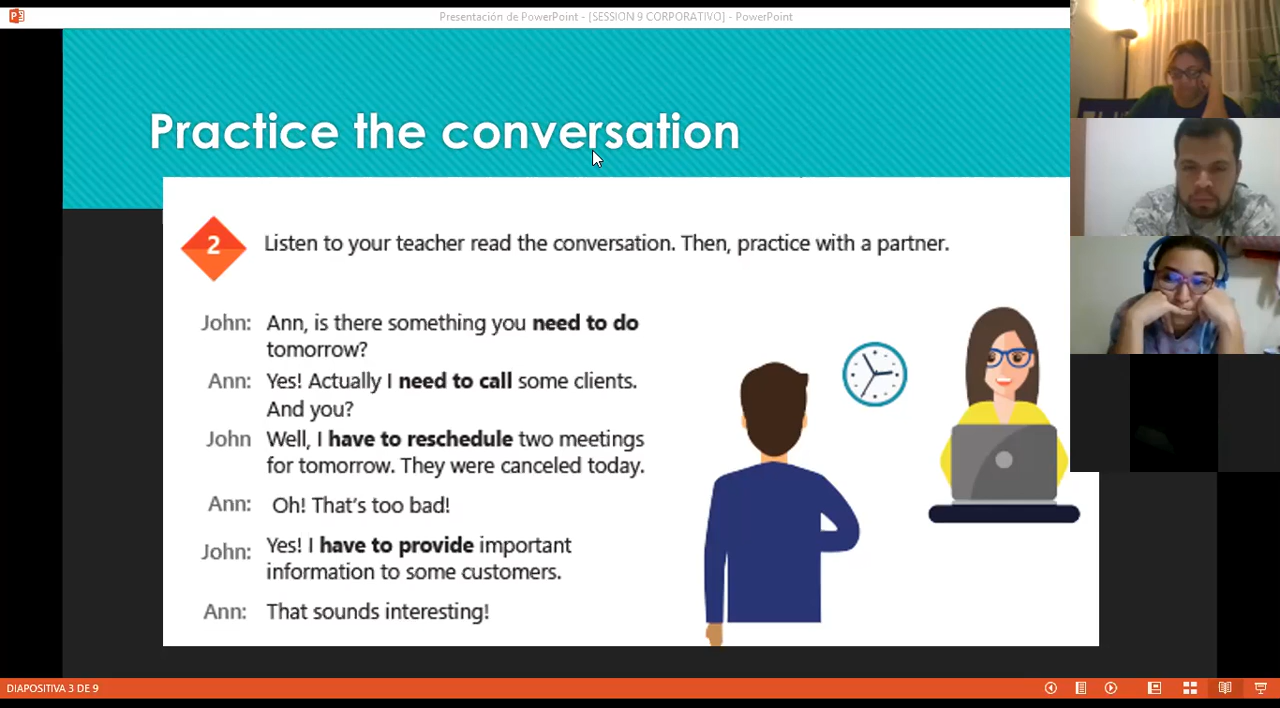 Presentación de PowerPoint - [SESSION 9 CORPORATIVO] - PowerPoint
Practice the conversation
2 Listen to your teacher read the conversation. Then, practice with a partner.
John: Ann, is there something you need to do
tomorrow?
Ann: Yes! Actually I need to call some clients.
And you?
John Well, I have to reschedule two meetings
for tomorrow. They were canceled today.
Ann: Oh! That's too bad!
John: Yes! I have to provide important
information to some customers.
Ann: That sounds interesting!
DIAPOSITIVA 3 DE 9